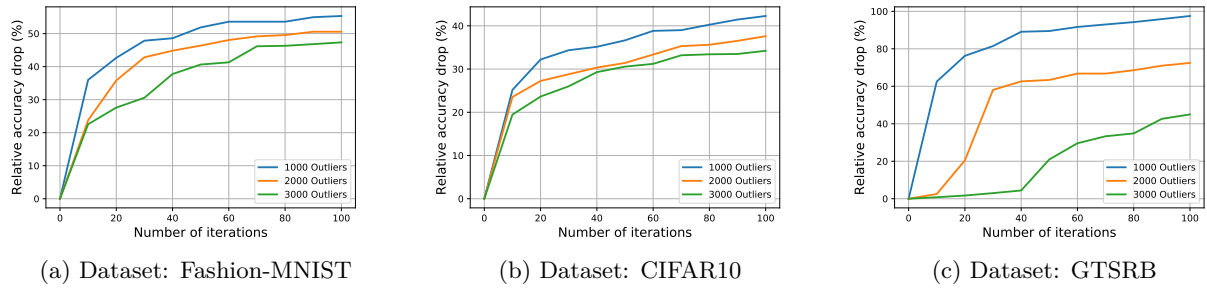 Relative accuracy drop (%)
50
40
30
20
10
0
1000 Outliers
2000 Outliers
3000 Outliers
0 20 40 60 80 100
Number of iterations
(a) Dataset: Fashion-MNIST
Relative accuracy drop (%)
40
30
20
10
0
1000 Outliers
2000 Outliers
3000 Outliers
0 20 40 60 80 100
Number of iterations
(b) Dataset: CIFAR10
Relative accuracy drop (%)
100
80
60
40
20
0
1000 Outliers
2000 Outliers
3000 Outliers
0 20 40 60 80 100
Number of iterations
(c) Dataset: GTSRB